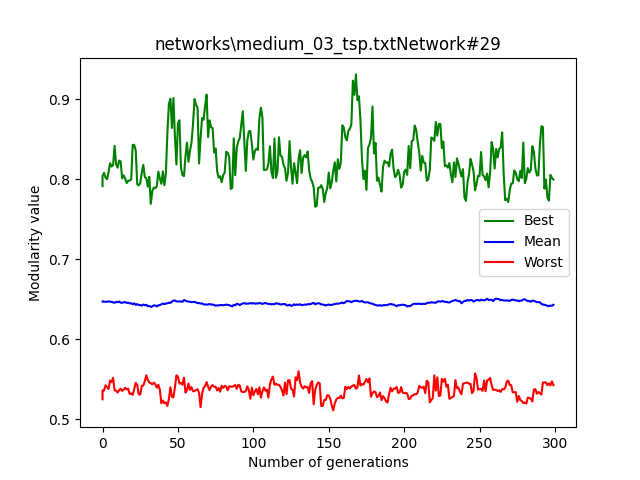 networks\medium_03_tsp.txtNetwork#29
Modularity value
0.9
0.8
0.7
0.6
0.5
Best
Mean
Worst
0
50
100
150
200
250
300
Number of generations